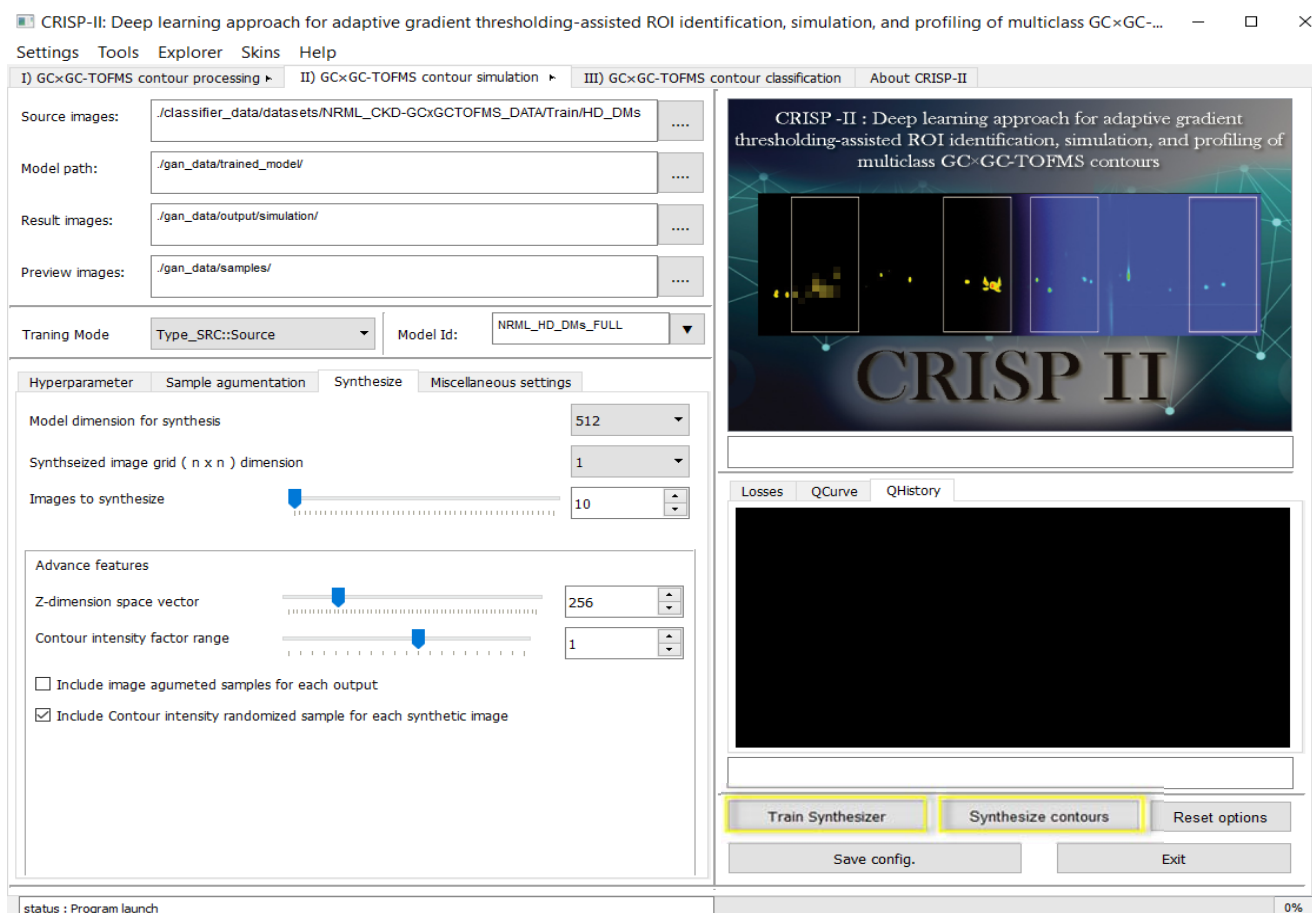 CRISP-II: Deep learning approach for adaptive gradient thresholding-assisted ROI identification, simulation, and profiling of multiclass GC×GC-...
Settings Tools Explorer Skins Help
I) GC×GC-TOFMS contour processing II) GC×GC-TOFMS contour simulation III) GC×GC-TOFMS contour classification About CRISP-II
Source images: ./classifier_data/datasets/NRML_CKD-GCxGCTOFMS_DATA/Train/HD_DMs ....
Model path: ./gan_data/trained_model/ ....
Result images: ./gan_data/output/simulation/ ....
Preview images: ./gan_data/samples/ ....
Traning Mode Type_SRC::Source Model Id: NRML_HD_DMs_FULL
Hyperparameter Sample agumentation Synthesize Miscellaneous settings
Model dimension for synthesis 512
Synthseized image grid ( n x n ) dimension 1
Images to synthesize 10
Advance features
Z-dimension space vector 256
Contour intensity factor range 1
Include image agumeted samples for each output
Include Contour intensity randomized sample for each synthetic image
CRISP -II : Deep learning approach for adaptive gradient
thresholding-assisted ROI identification, simulation, and profiling of
multiclass GC×GC-TOFMS contours
CRISP II
Losses QCurve QHistory
Train Synthesizer Synthesize contours Reset options
Save config. Exit
status : Program launch 0%